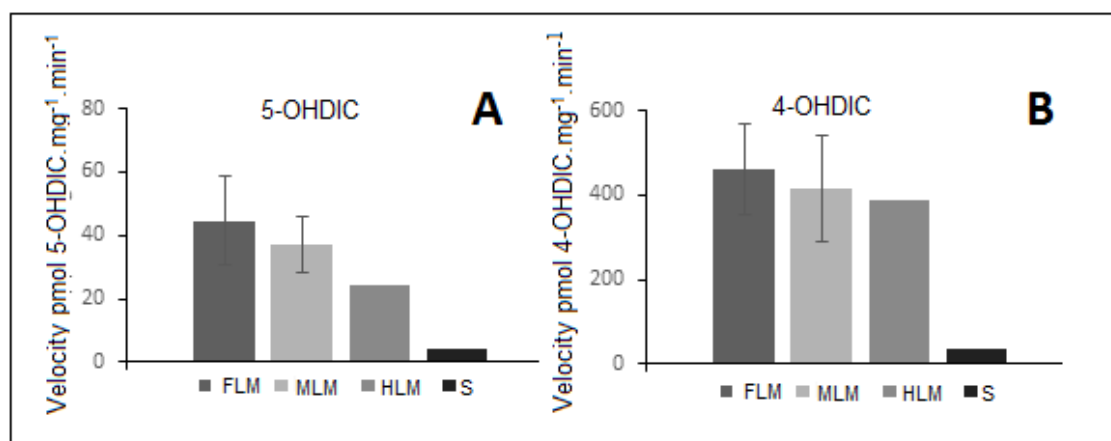 Velocity pmol 5-OHDIC.mg⁻¹.min⁻¹
5-OHDIC
A
80
60
40
20
0
FLM MLM HLM S
Velocity pmol 4-OHDIC.mg⁻¹.min⁻¹
4-OHDIC
B
600
400
200
0
FLM MLM HLM S